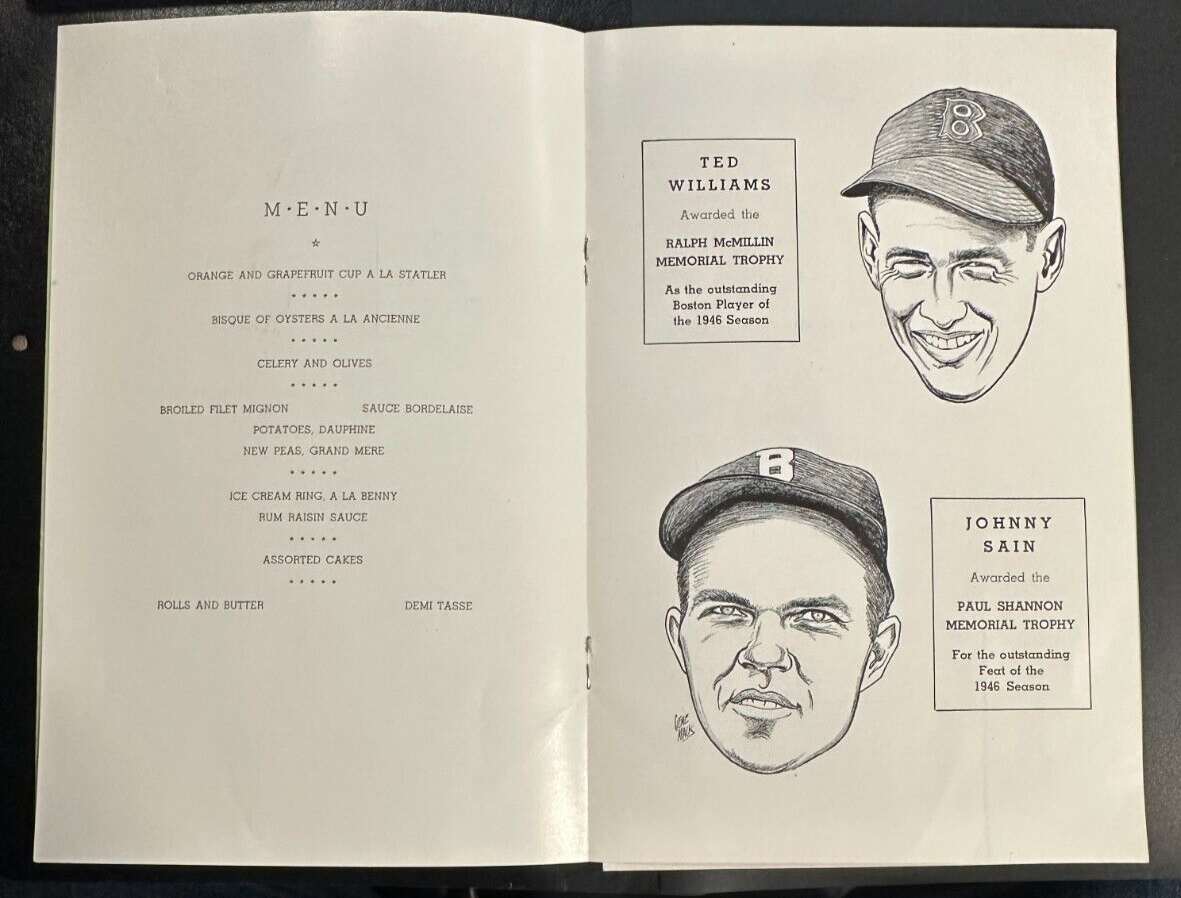 M·E·N·U
ORANGE AND GRAPEFRUIT CUP A LA STATLER
BISQUE OF OYSTERS A LA ANCIENNE
CELERY AND OLIVES
BROILED FILET MIGNON SAUCE BORDELAISE
POTATOES, DAUPHINE
NEW PEAS, GRAND MERE
ICE CREAM RING, A LA BENNY
RUM RAISIN SAUCE
ASSORTED CAKES
ROLLS AND BUTTER DEMI TASSE
B
TED
WILLIAMS
Awarded the
RALPH McMILLIN
MEMORIAL TROPHY
As the outstanding
Boston Player of
the 1946 Season
B
JOHNNY
SAIN
Awarded the
PAUL SHANNON
MEMORIAL TROPHY
For the outstanding
Feat of the
1946 Season
GENE
MACK